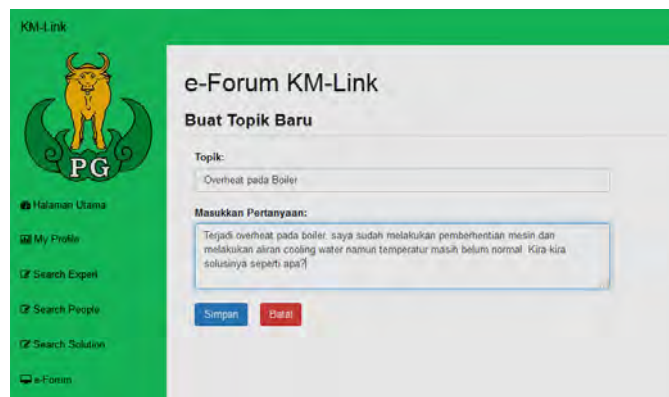 KM-Link
PG
Halaman Utama
My Profile
Search Expert
Search People
Search Solution
e-Forum
e-Forum KM-Link
Buat Topik Baru
Topik:
Overheat pada Boiler
Masukkan Pertanyaan:
Terjadi overheat pada boiler, saya sudah melakukan pemberhentian mesin dan
melakukan aliran cooling water namun temperatur masih belum normal. Kira-kira
solusinya seperti apa?
Simpan
Batal